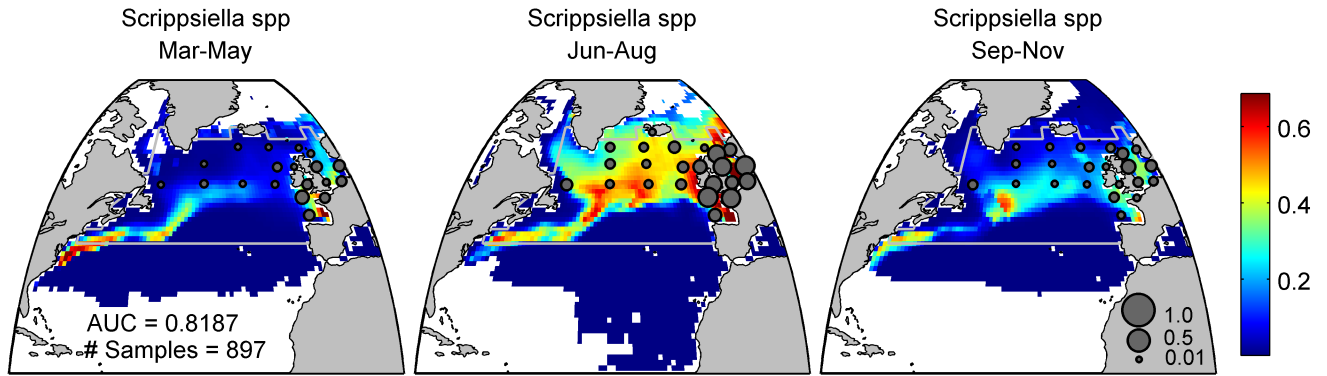 Scrippsiella spp
Mar-May
Scrippsiella spp
Jun-Aug
Scrippsiella spp
Sep-Nov
0.6
0.4
0.2
AUC = 0.8187
# Samples = 897
1.0
0.5
0.01